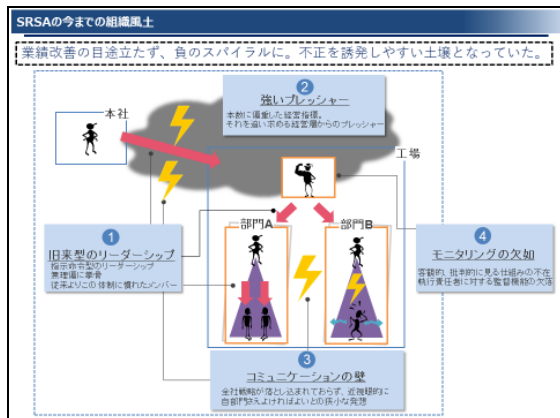 SRSAの今までの組織風土
業績改善の目途立たず、負のスパイラルに。不正を誘発しやすい土壌となっていた。
本社
2
強いプレッシャー
本数に偏重した経営指標。
それを追い求める経営層からのプレッシャー
工場
1
旧来型のリーダーシップ
指示命令型のリーダーシップ
無理強に挙骨
従来よりこの体制に慣れたメンバー
部門A
部門B
4
モニタリングの欠如
客観的、批判的に見る仕組みの不在
執行責任者に対する監督機能の欠落
3
コミュニケーションの壁
全社戦略が落とし込まれておらず、近視眼的に
自部門さえよければよいとの狭小な発想